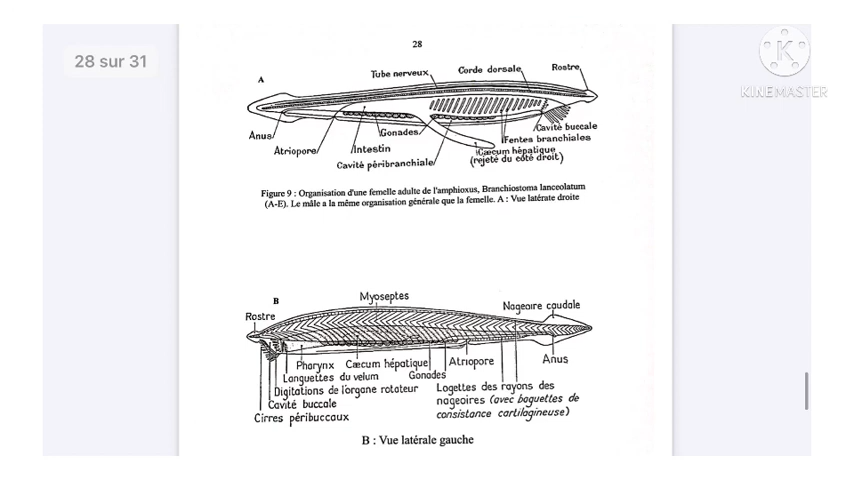 28
28 sur 31
K
KINEMASTER
A
Tube nerveux
Corde dorsale
Rostre
Anus
Atriopore
Intestin
Gonades
Cavité péribranchiale
Cæcum hépatique
(rejeté du côté droit)
Fentes branchiales
Cavité buccale
Figure 9 : Organisation d'une femelle adulte de l'amphioxus, Branchiostoma lanceolatum
(A-E). Le mâle a la même organisation générale que la femelle. A : Vue latérate droite
B
Myoseptes
Nageoire caudale
Rostre
Pharynx
Cæcum hépatique
Atriopore
Anus
Languettes du velum
Gonades
Digitations de l'organe rotateur
Logettes des rayons des
nageoires (avec baguettes de
consistance cartilagineuse)
Cavité buccale
Cirres péribuccaux
B : Vue latérale gauche